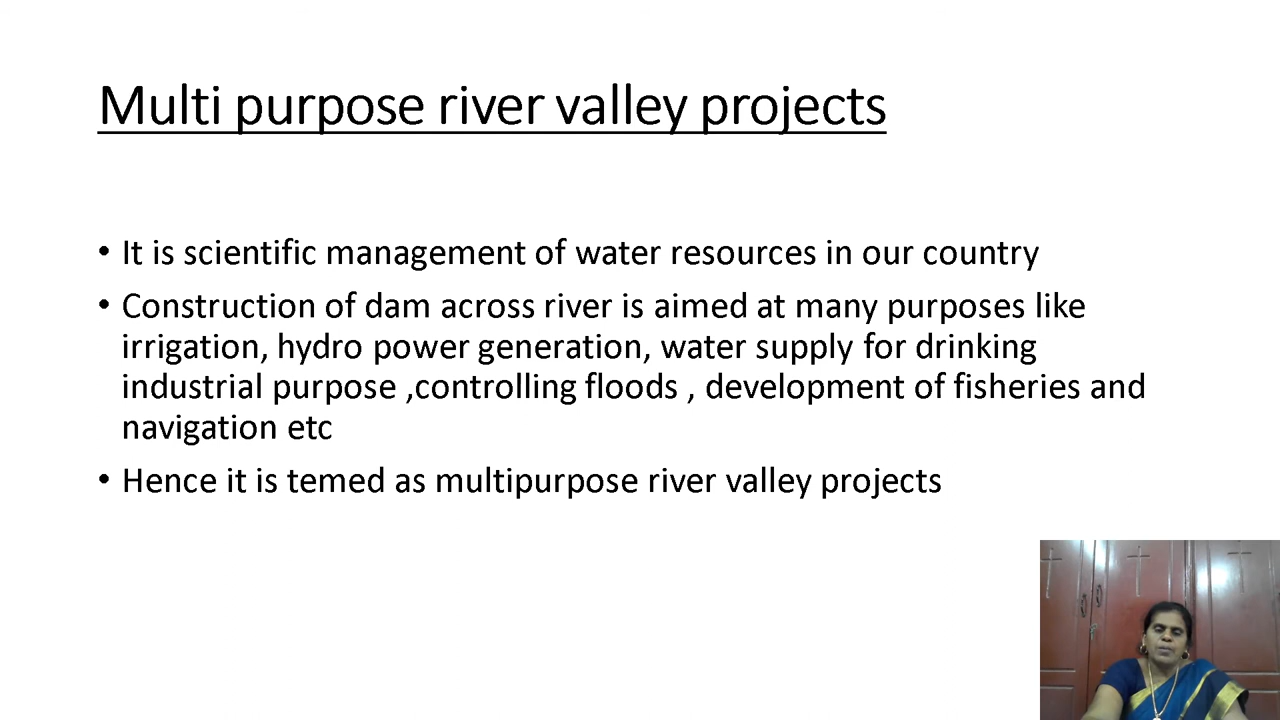 Multi purpose river valley projects
• It is scientific management of water resources in our country
• Construction of dam across river is aimed at many purposes like
irrigation, hydro power generation, water supply for drinking
industrial purpose ,controlling floods , development of fisheries and
navigation etc
• Hence it is temed as multipurpose river valley projects